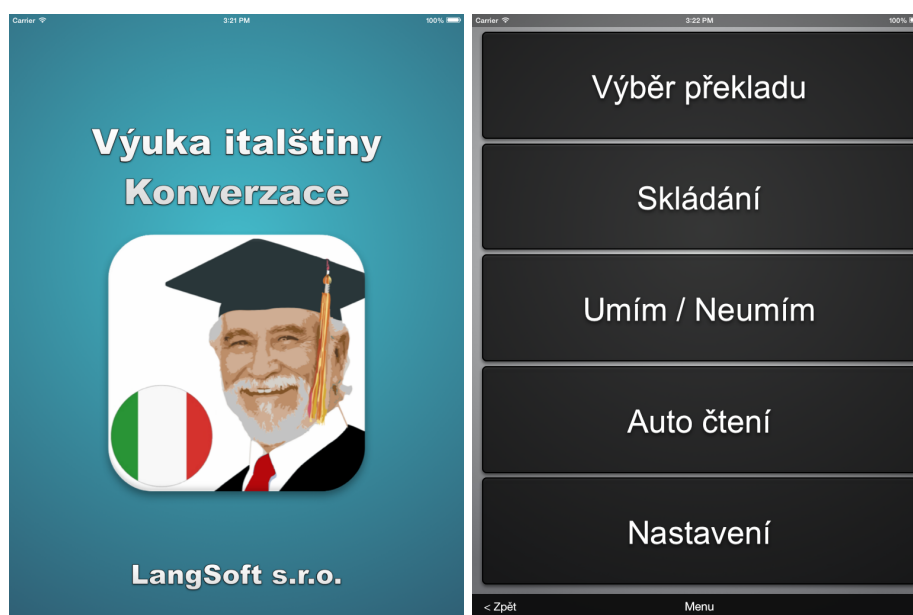 Carrier 3:21 PM 100%
Výuka italštiny
Konverzace
LangSoft s.r.o.
Carrier 3:22 PM 100%
Výběr překladu
Skládání
Umím / Neumím
Auto čtení
Nastavení
< Zpět Menu